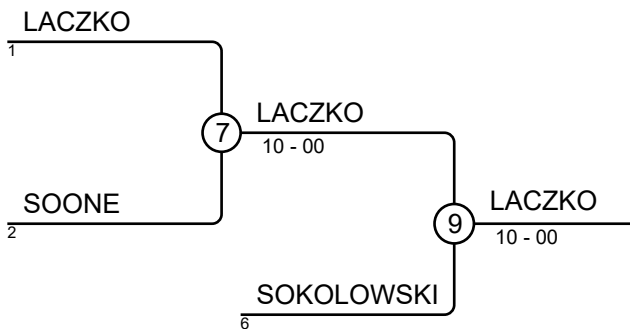 LACZKO
1
7
LACZKO
10 - 00
SOONE
2
9
LACZKO
10 - 00
SOKOLOWSKI
6